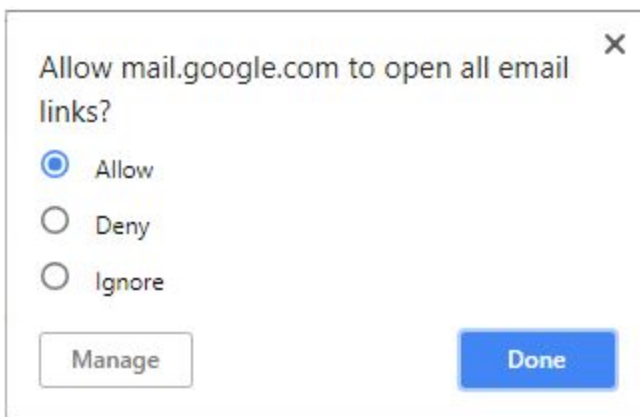 Allow mail.google.com to open all email
links?
Allow
Deny
Ignore
Manage
Done